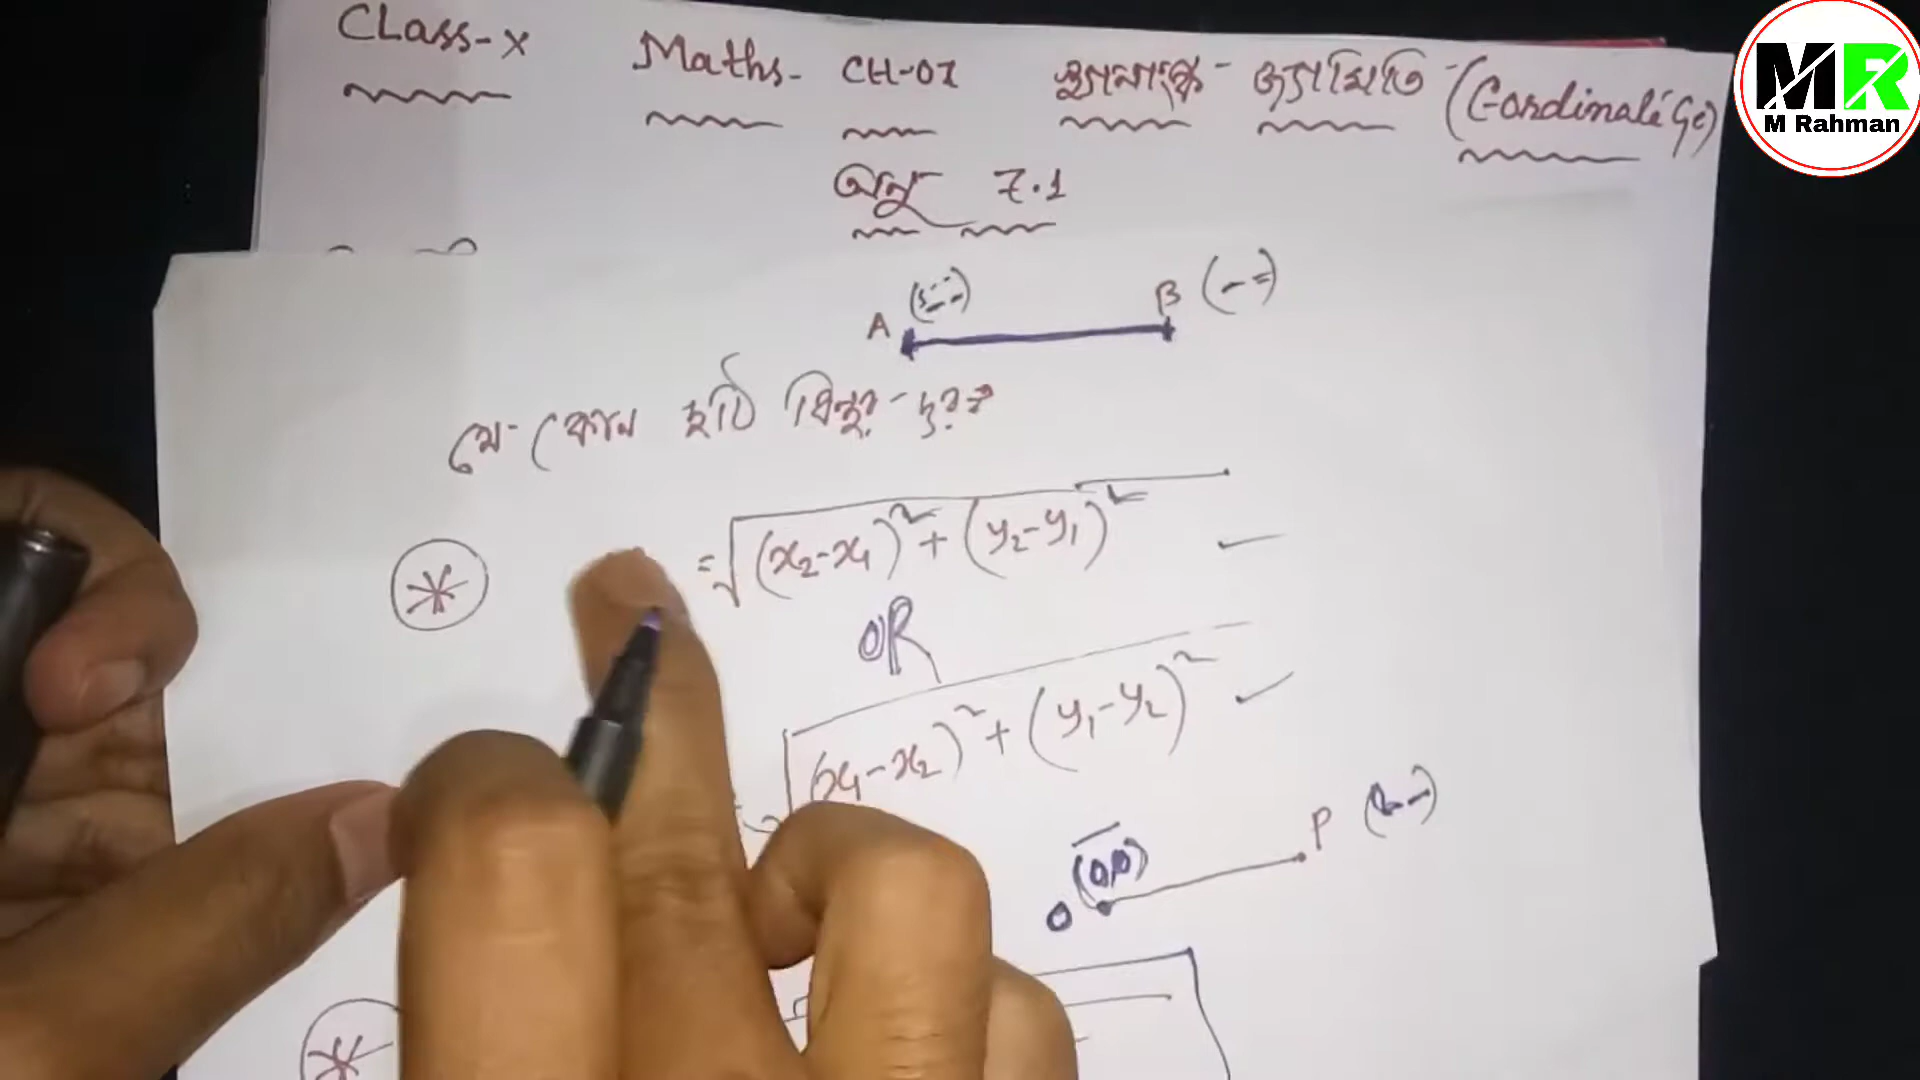 Class-X Maths- CH-07 স্থানাংক- জ্যামিতি- (Cordinate Ge)
MR
M Rahman
অনু 7.1
A B
যে-কোন দুটি বিন্দুর-দূরত্ব
= √(x₂-x₁)² + (y₂-y₁)²
OR
√(x₁-x₂)² + (y₁-y₂)²
P
(0,0)
O